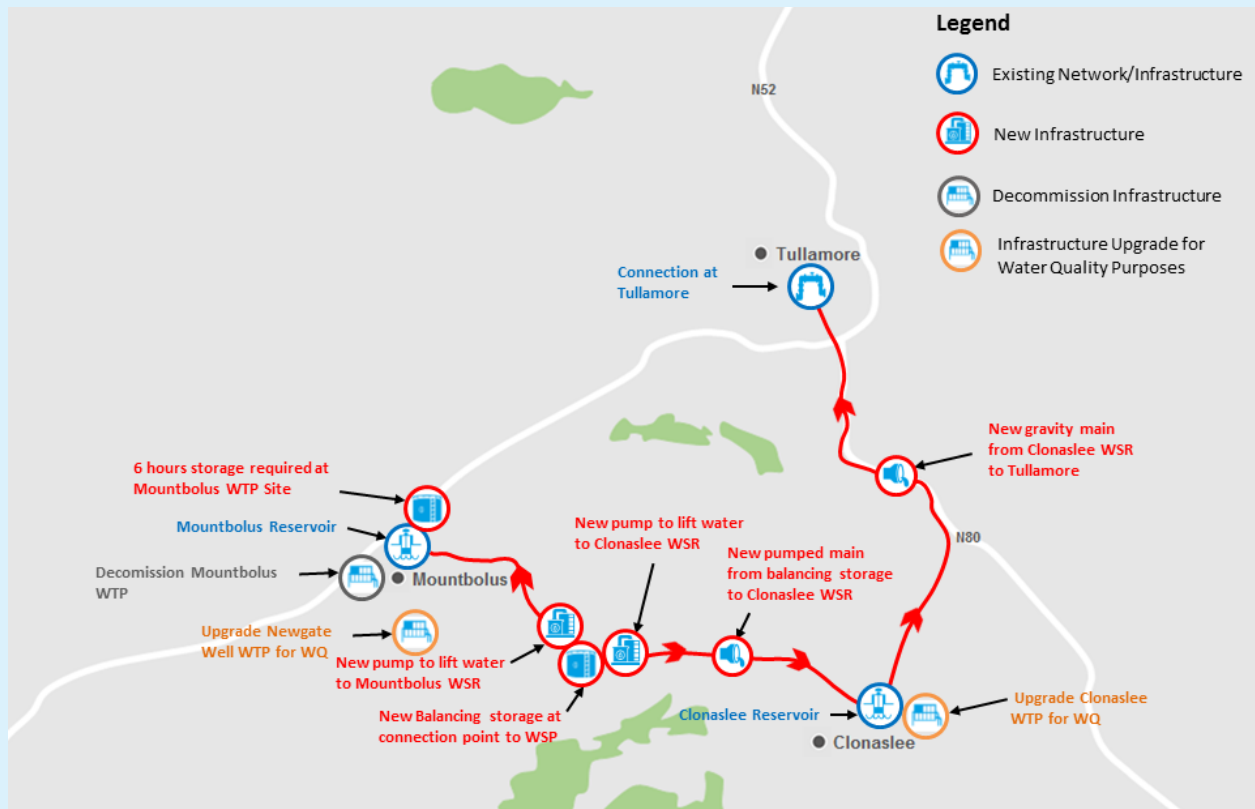 Legend
Existing Network/Infrastructure
New Infrastructure
Decommission Infrastructure
Infrastructure Upgrade for
Water Quality Purposes
N52
Tullamore
Connection at
Tullamore
New gravity main
from Clonaslee WSR
to Tullamore
6 hours storage required at
Mountbolus WTP Site
Mountbolus Reservoir
New pump to lift water
to Clonaslee WSR
New pumped main
from balancing storage
to Clonaslee WSR
N80
Decomission Mountbolus
WTP
Mountbolus
Upgrade Newgate
Well WTP for WQ
New pump to lift water
to Mountbolus WSR
New Balancing storage at
connection point to WSP
Clonaslee Reservoir
Clonaslee
Upgrade Clonaslee
WTP for WQ